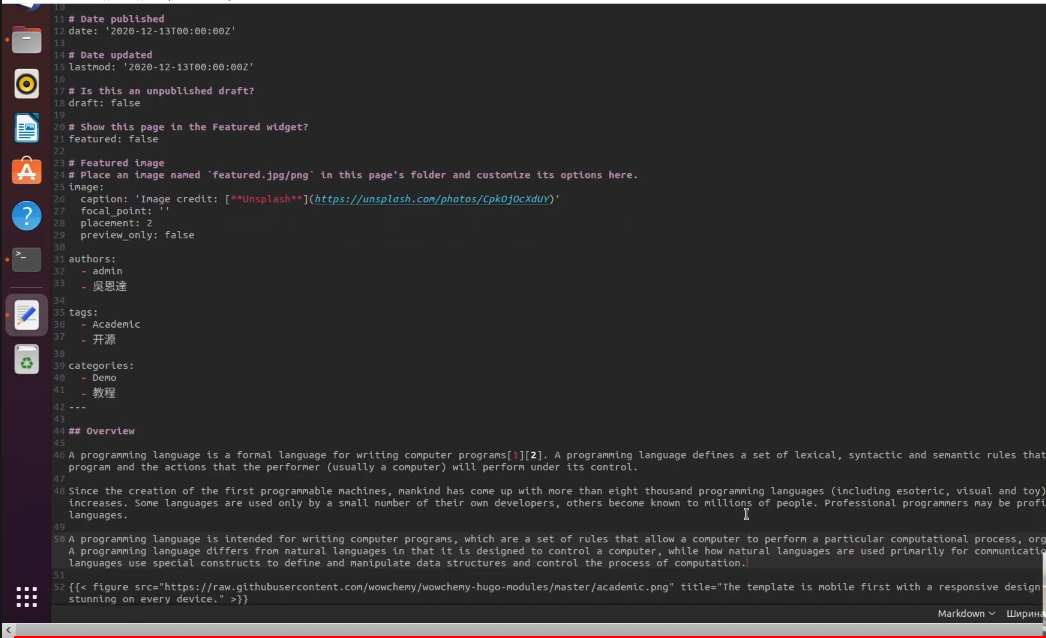 10
11 # Date published
12 date: '2020-12-13T00:00:00Z'
13
14 # Date updated
15 lastmod: '2020-12-13T00:00:00Z'
16
17 # Is this an unpublished draft?
18 draft: false
19
20 # Show this page in the Featured widget?
21 featured: false
22
23 # Featured image
24 # Place an image named `featured.jpg/png` in this page's folder and customize its options here.
25 image:
26   caption: 'Image credit: [**Unsplash**](https://unsplash.com/photos/CpkOjOcXdUY)'
27   focal_point: ''
28   placement: 2
29   preview_only: false
30
31 authors:
32   - admin
33   - 吳恩達
34
35 tags:
36   - Academic
37   - 开源
38
39 categories:
40   - Demo
41   - 教程
42 ---
43
44 ## Overview
45
46 A programming language is a formal language for writing computer programs[1][2]. A programming language defines a set of lexical, syntactic and semantic rules that
program and the actions that the performer (usually a computer) will perform under its control.
47
48 Since the creation of the first programmable machines, mankind has come up with more than eight thousand programming languages (including esoteric, visual and toy)
increases. Some languages are used only by a small number of their own developers, others become known to millions of people. Professional programmers may be profi
languages.
49
50 A programming language is intended for writing computer programs, which are a set of rules that allow a computer to perform a particular computational process, org
A programming language differs from natural languages in that it is designed to control a computer, while how natural languages are used primarily for communicatio
languages use special constructs to define and manipulate data structures and control the process of computation.
51
52 {{< figure src="https://raw.githubusercontent.com/wowchemy/wowchemy-hugo-modules/master/academic.png" title="The template is mobile first with a responsive design
stunning on every device." >}}
Markdown Ширина